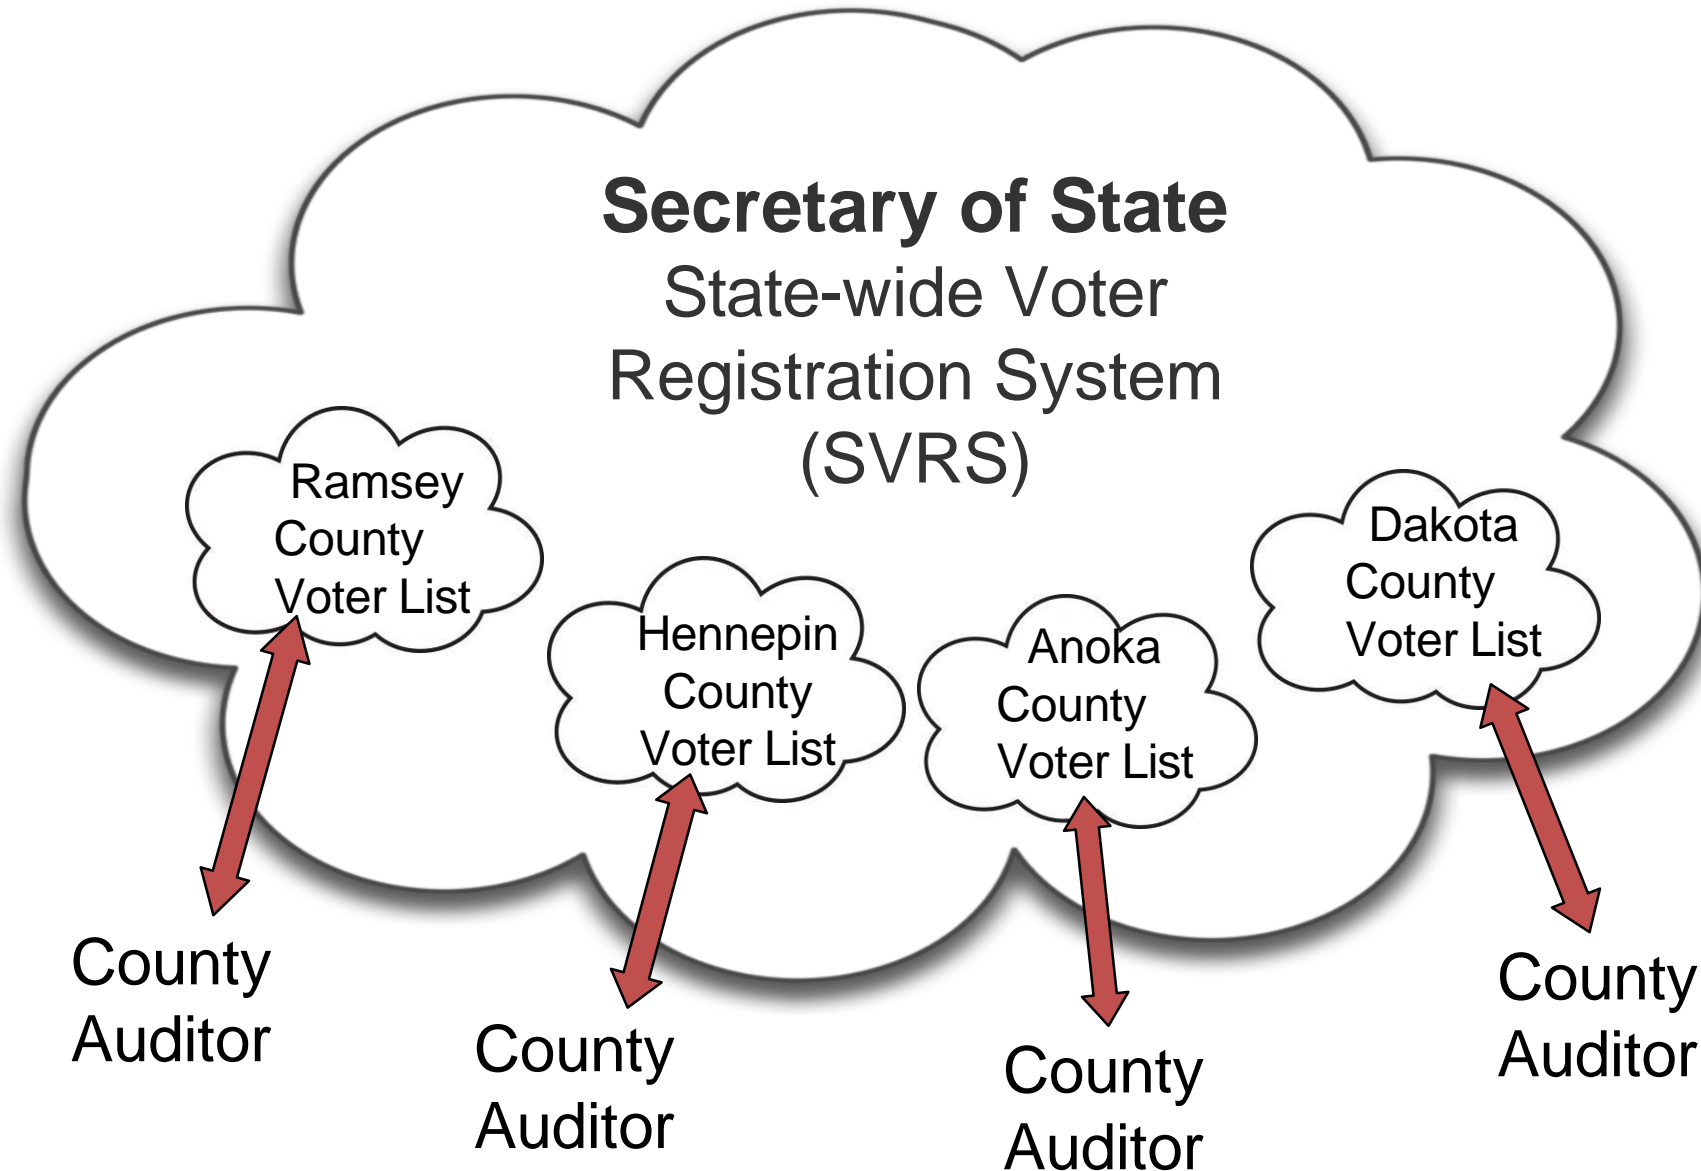 Secretary of State
State-wide Voter
Registration System
(SVRS)
Ramsey
County
Voter List
Hennepin
County
Voter List
Anoka
County
Voter List
Dakota
County
Voter List
County
Auditor
County
Auditor
County
Auditor
County
Auditor